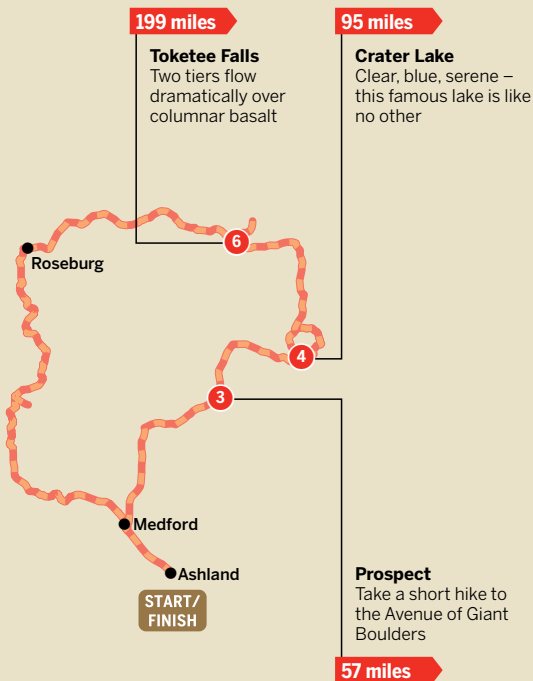 199 miles
Toketee Falls
Two tiers flow
dramatically over
columnar basalt
95 miles
Crater Lake
Clear, blue, serene –
this famous lake is like
no other
6
Roseburg
4
3
Medford
Ashland
START/
FINISH
Prospect
Take a short hike to
the Avenue of Giant
Boulders
57 miles